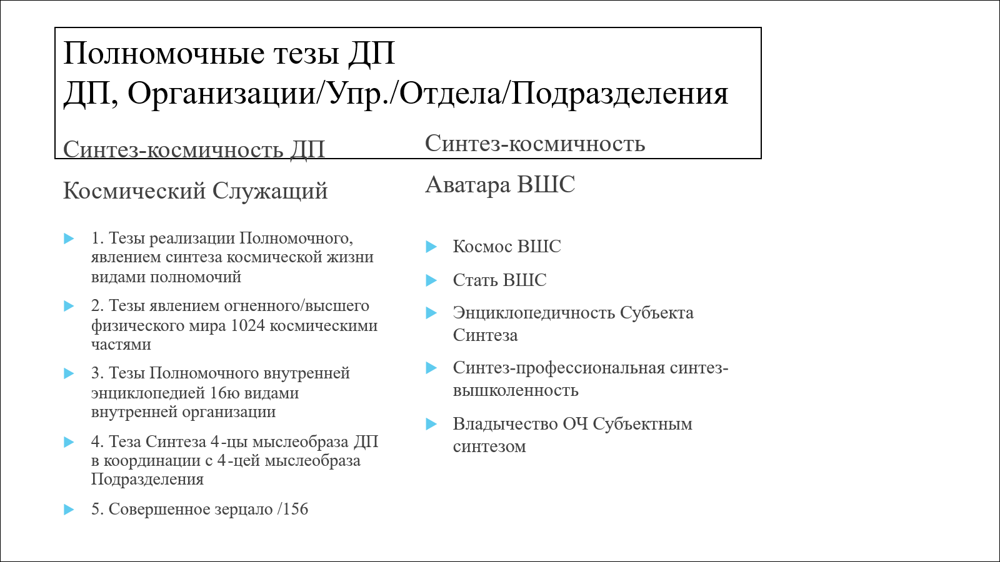 Полномочные тезы ДП
ДП, Организации/Упр./Отдела/Подразделения
Синтез-космичность ДП
Космический Служащий
1. Тезы реализации Полномочного,
явлением синтеза космической жизни
видами полномочий
2. Тезы явлением огненного/высшего
физического мира 1024 космическими
частями
3. Тезы Полномочного внутренней
энциклопедией 16ю видами
внутренней организации
4. Теза Синтеза 4-цы мыслеобраза ДП
в координации с 4-цей мыслеобраза
Подразделения
5. Совершенное зерцало /156
Синтез-космичность
Аватара ВШС
Космос ВШС
Стать ВШС
Энциклопедичность Субъекта
Синтеза
Синтез-профессиональная синтез-
вышколенность
Владычество ОЧ Субъектным
синтезом